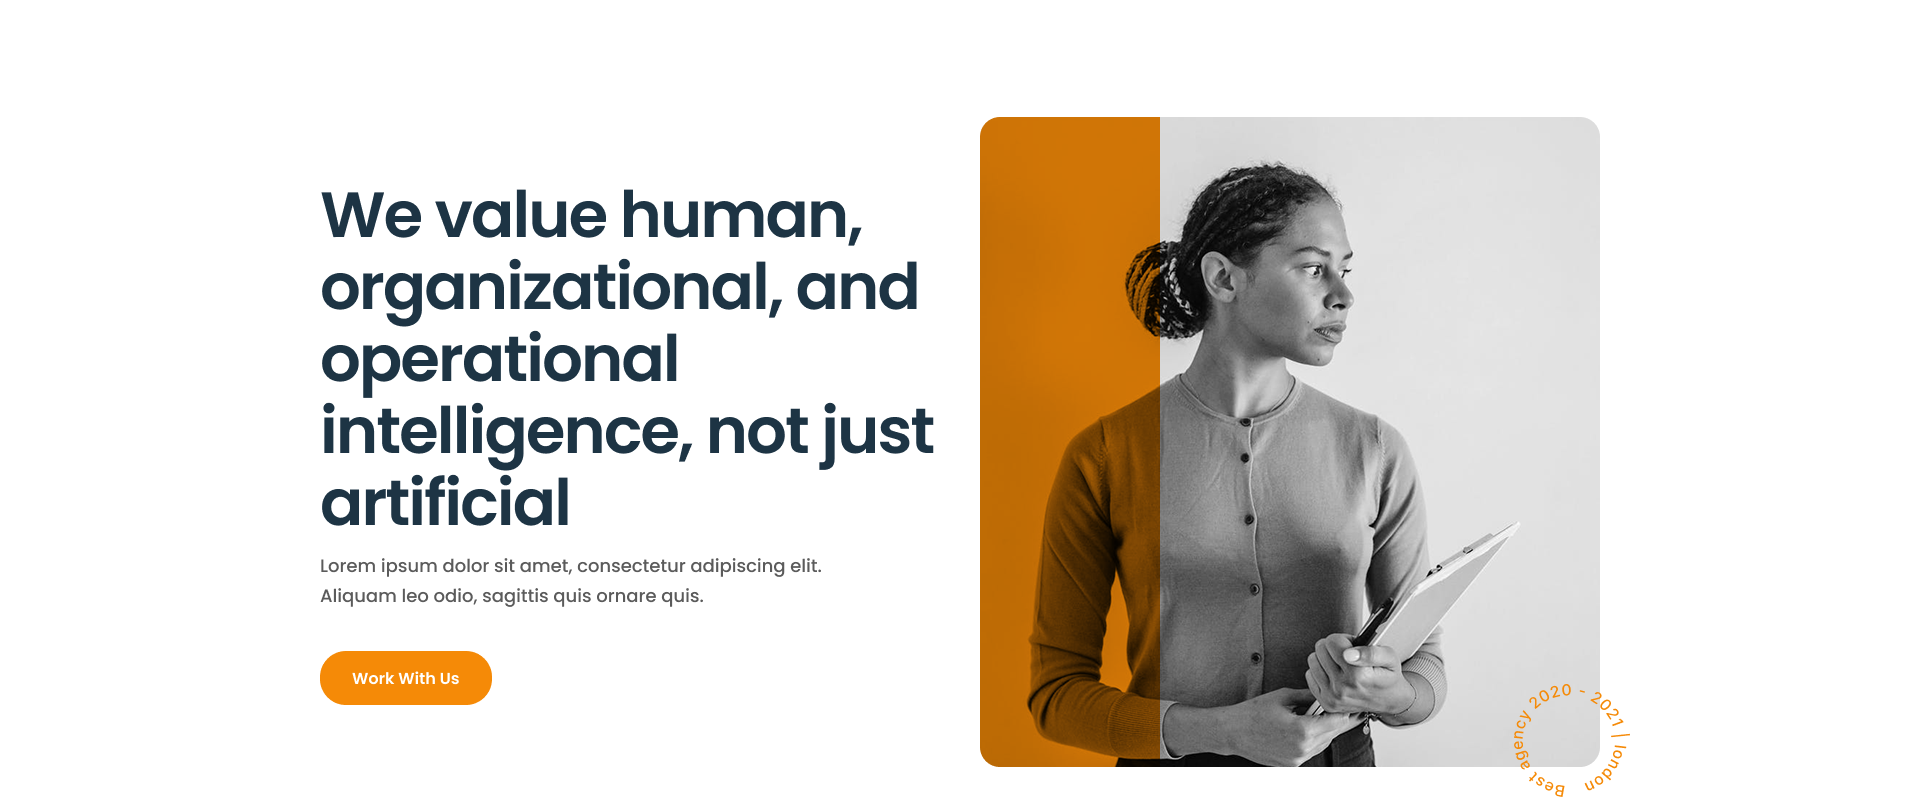 We value human,
organizational, and
operational
intelligence, not just
artificial
Lorem ipsum dolor sit amet, consectetur adipiscing elit.
Aliquam leo odio, sagittis quis ornare quis.
Work With Us
Best agency 2020 - 2021 | london